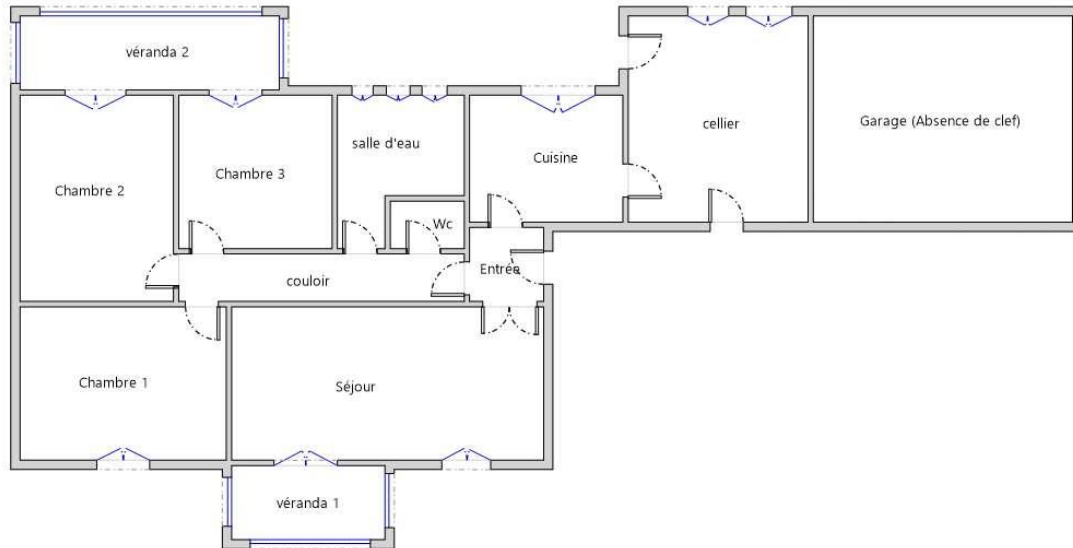 véranda 2
cellier
Garage (Absence de clef)
salle d'eau
Cuisine
Chambre 2
Chambre 3
Wc
Entrée
couloir
Chambre 1
Séjour
véranda 1